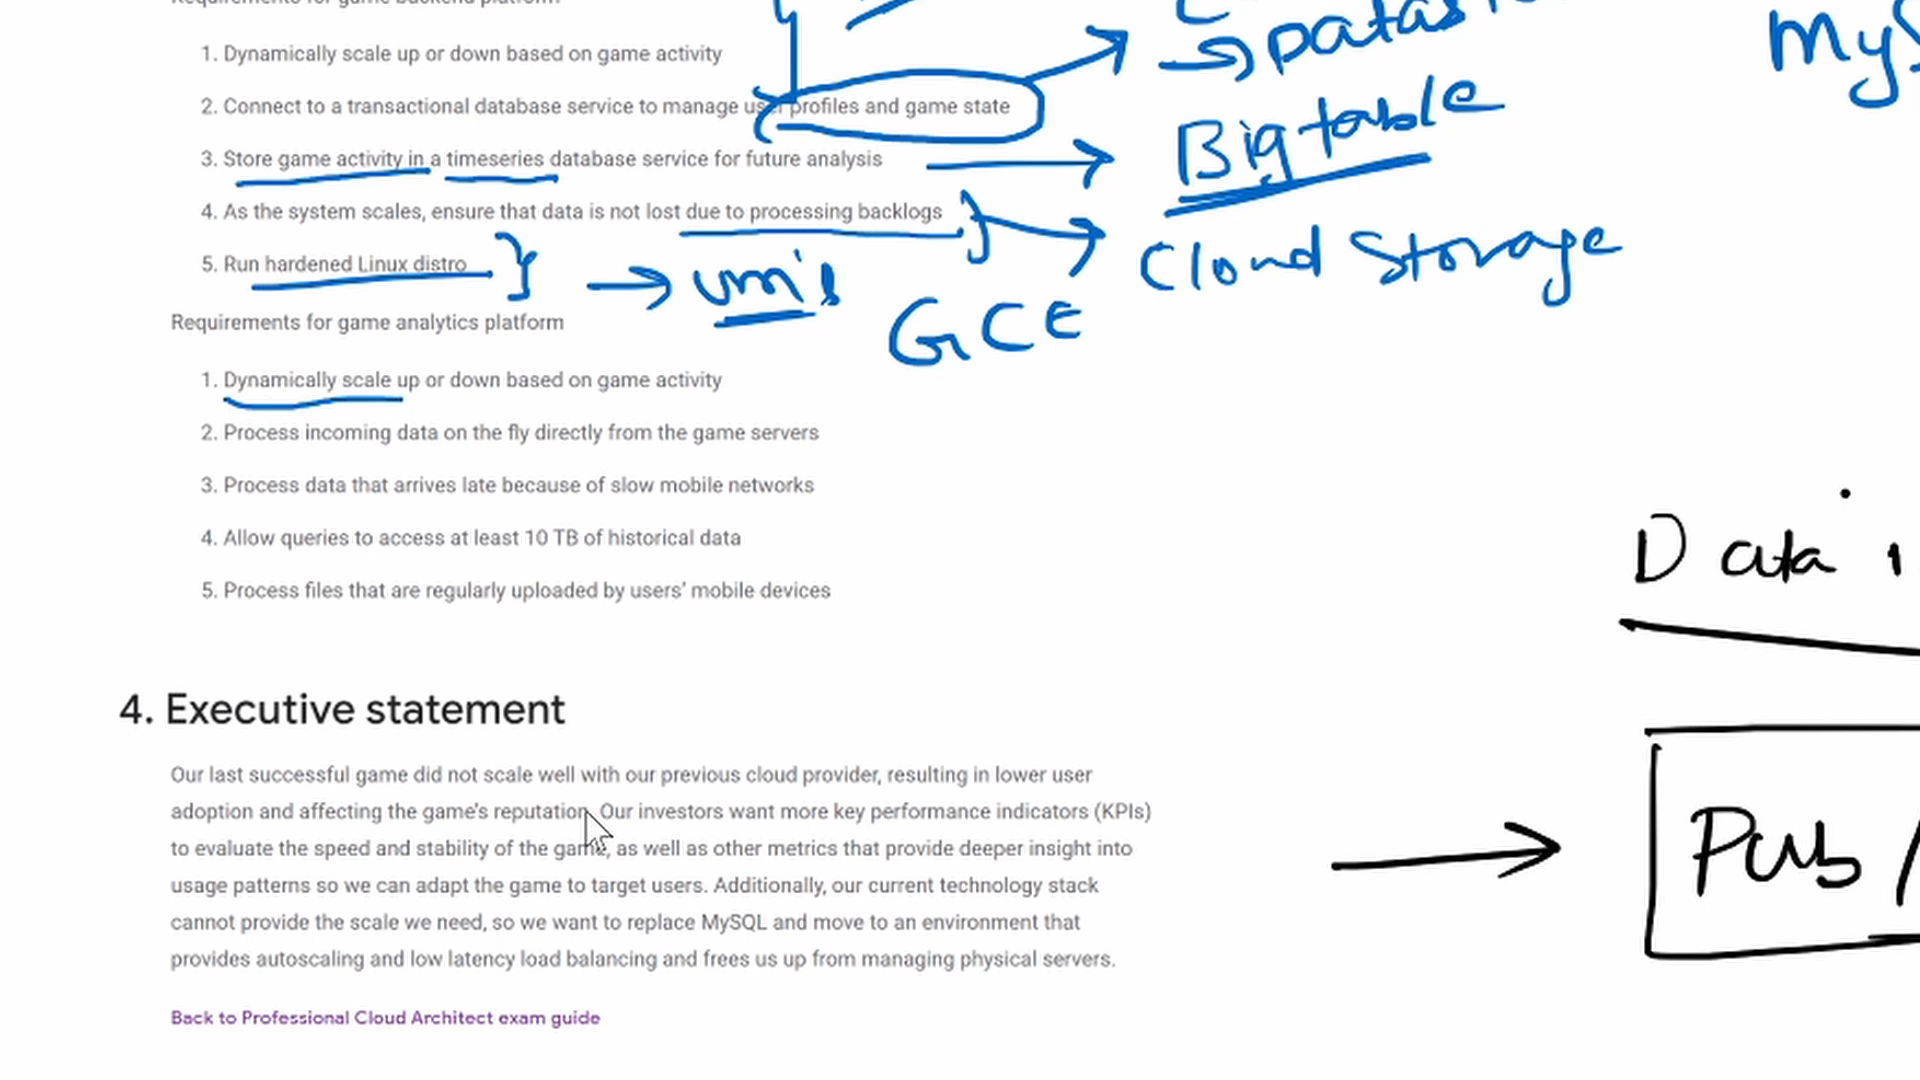 Requirements for game backend platform
1. Dynamically scale up or down based on game activity
2. Connect to a transactional database service to manage user profiles and game state
3. Store game activity in a timeseries database service for future analysis
4. As the system scales, ensure that data is not lost due to processing backlogs
5. Run hardened Linux distro
Bigtable
Cloud Storage
vm's
GCE
Requirements for game analytics platform
1. Dynamically scale up or down based on game activity
2. Process incoming data on the fly directly from the game servers
3. Process data that arrives late because of slow mobile networks
4. Allow queries to access at least 10 TB of historical data
5. Process files that are regularly uploaded by users’ mobile devices
Data
Pub /
4. Executive statement
Our last successful game did not scale well with our previous cloud provider, resulting in lower user
adoption and affecting the game's reputation. Our investors want more key performance indicators (KPIs)
to evaluate the speed and stability of the game, as well as other metrics that provide deeper insight into
usage patterns so we can adapt the game to target users. Additionally, our current technology stack
cannot provide the scale we need, so we want to replace MySQL and move to an environment that
provides autoscaling and low latency load balancing and frees us up from managing physical servers.
Back to Professional Cloud Architect exam guide